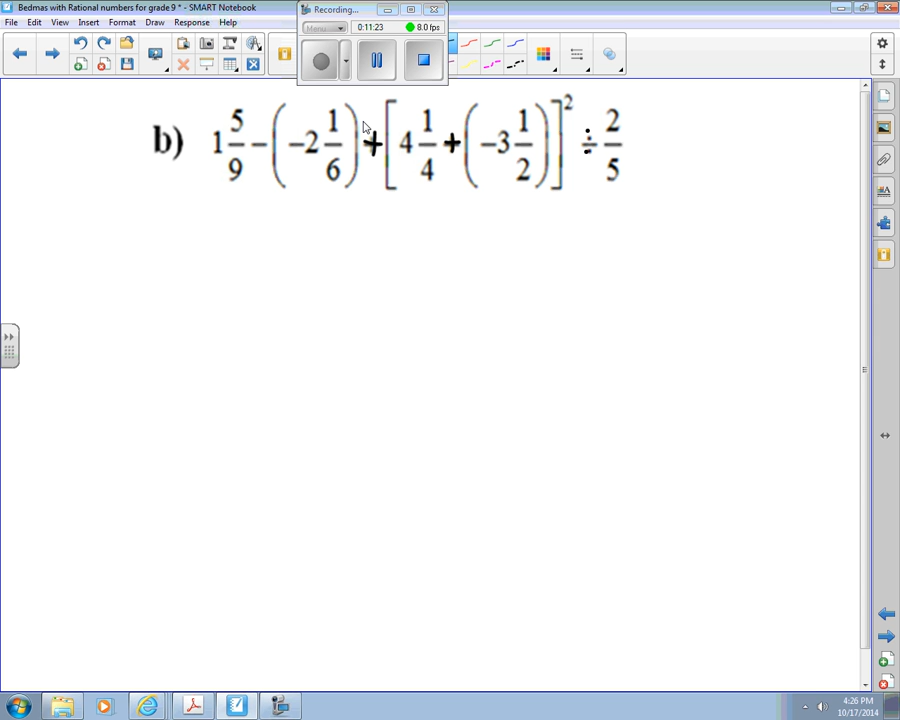 Bedmas with Rational numbers for grade 9 * - SMART Notebook
Recording...
File Edit View Insert Format Draw Response Help
Menu 0:11:23 8.0 fps
b) 1 5/9 − (−2 1/6) + [4 1/4 + (−3 1/2)]² ÷ 2/5
4:26 PM
10/17/2014